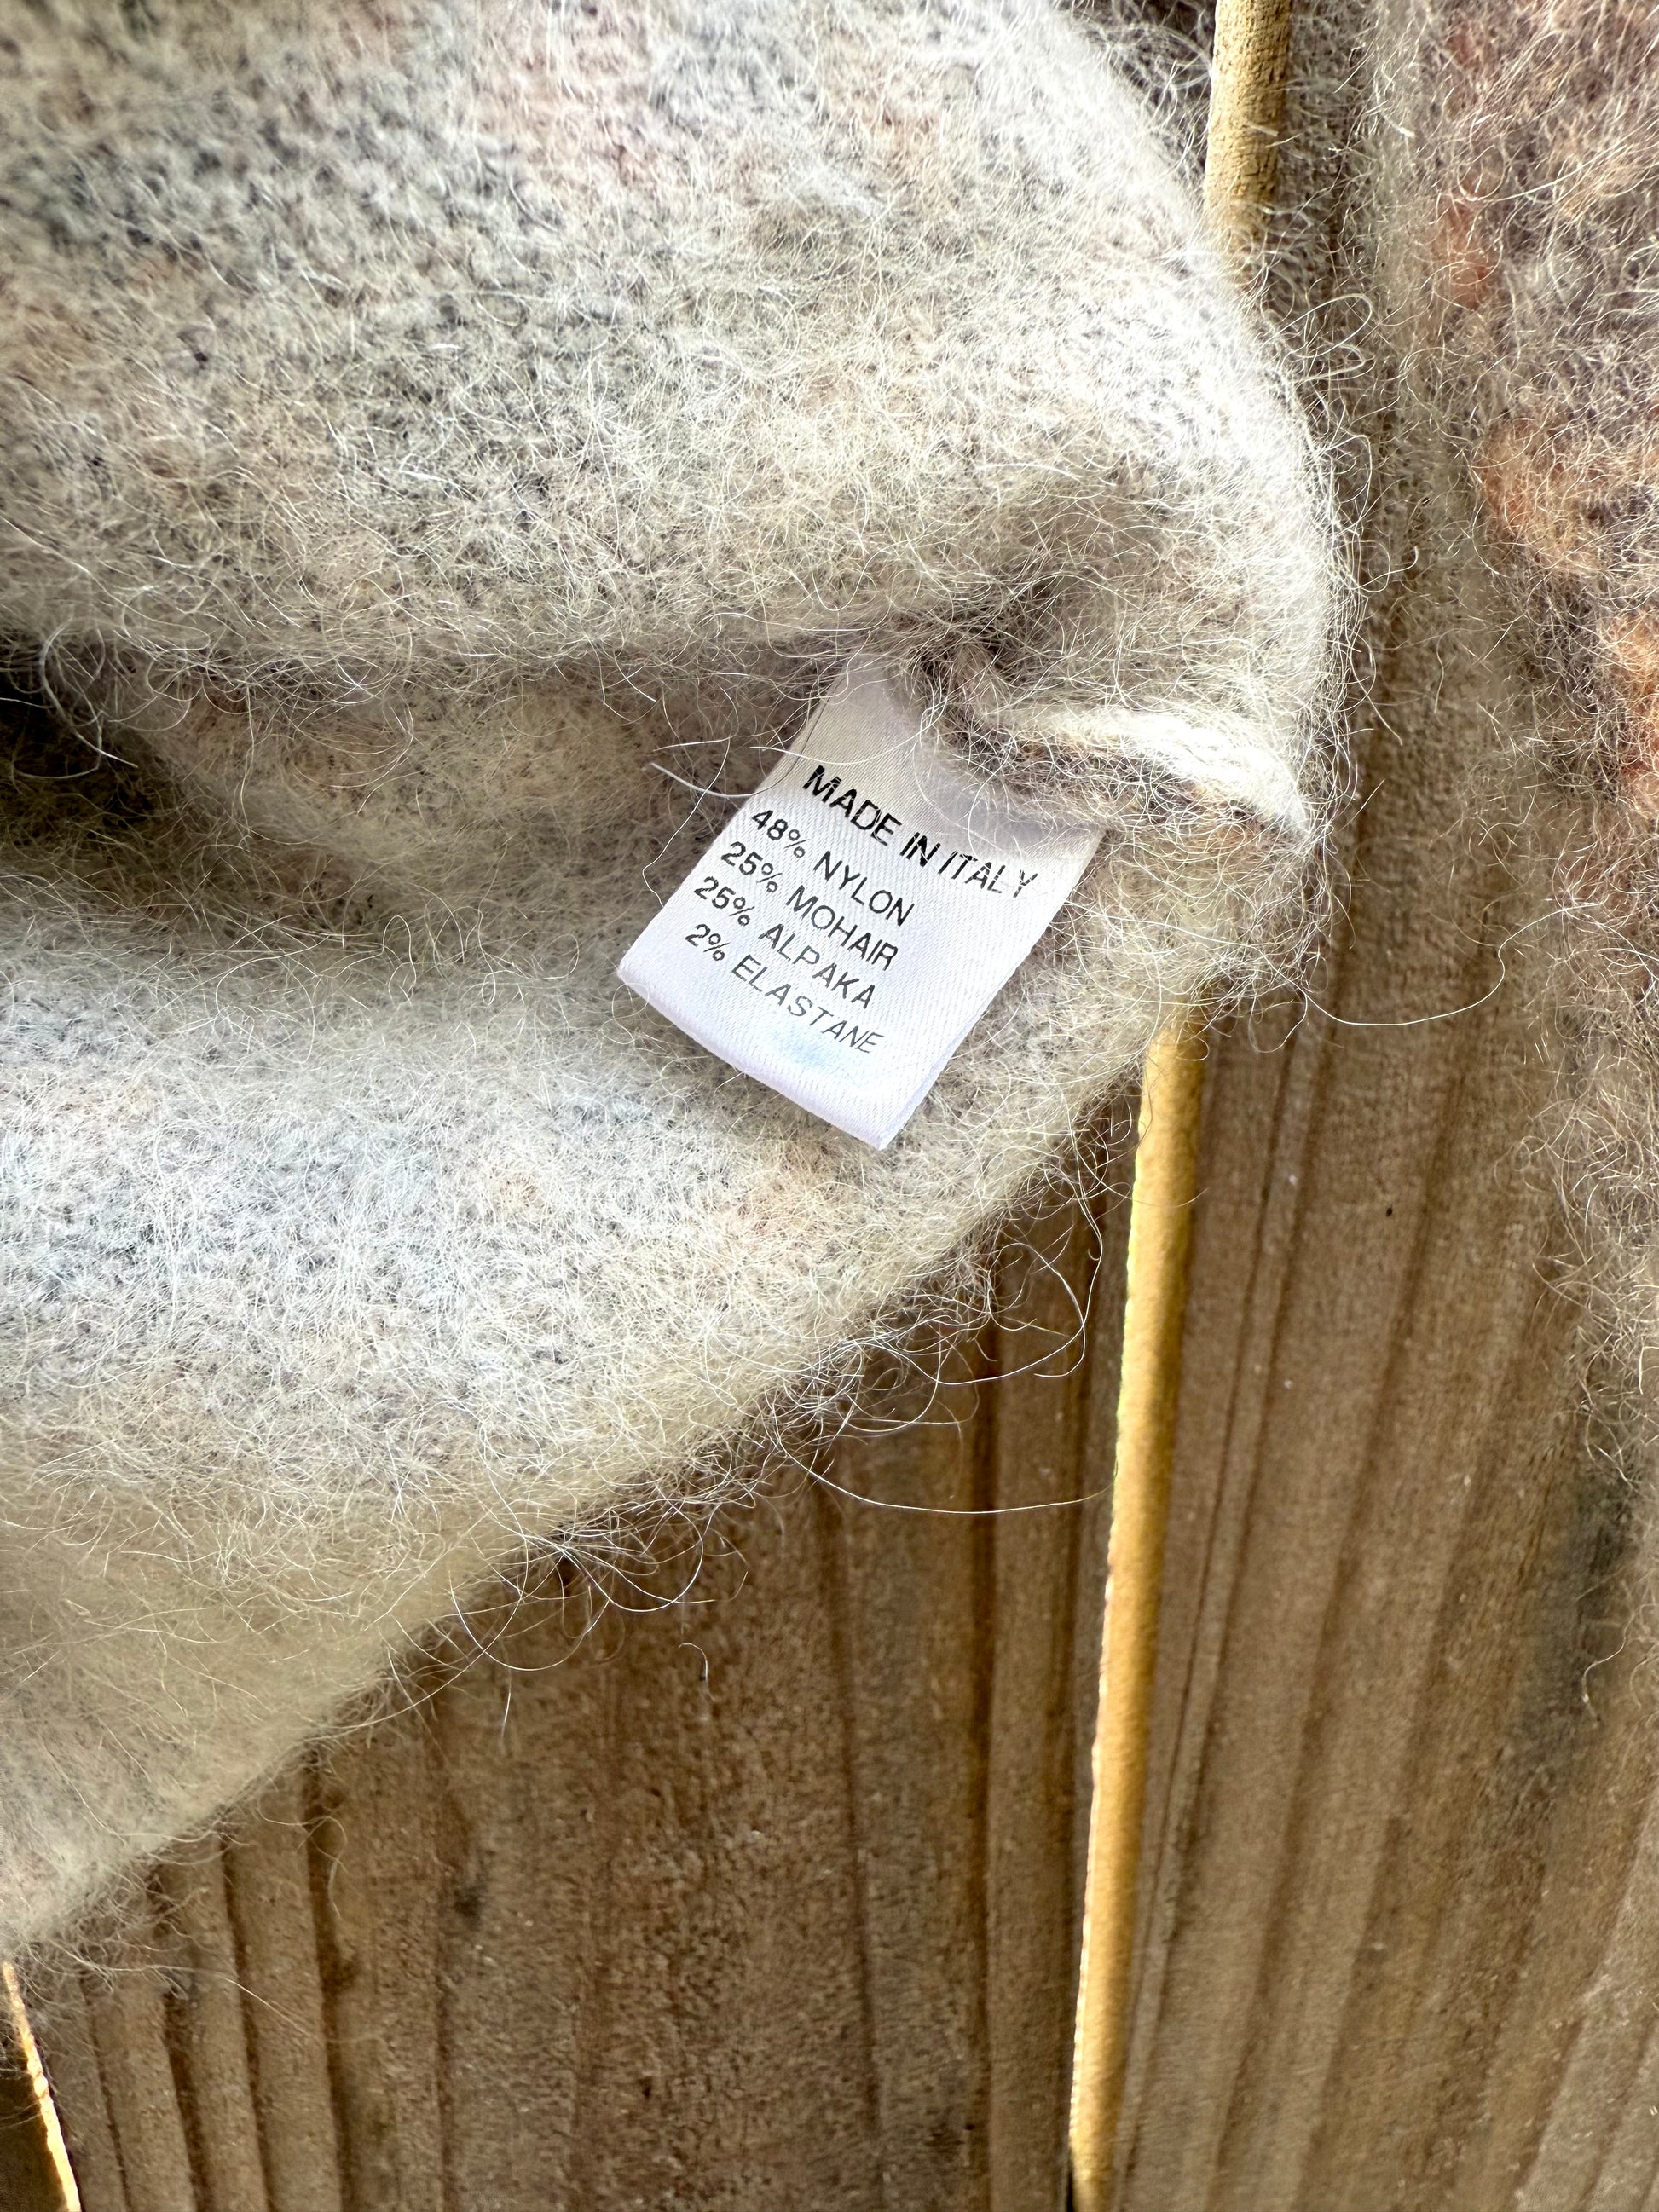 MADE IN ITALY
48% NYLON
25% MOHAIR
25% ALPAKA
2% ELASTANE